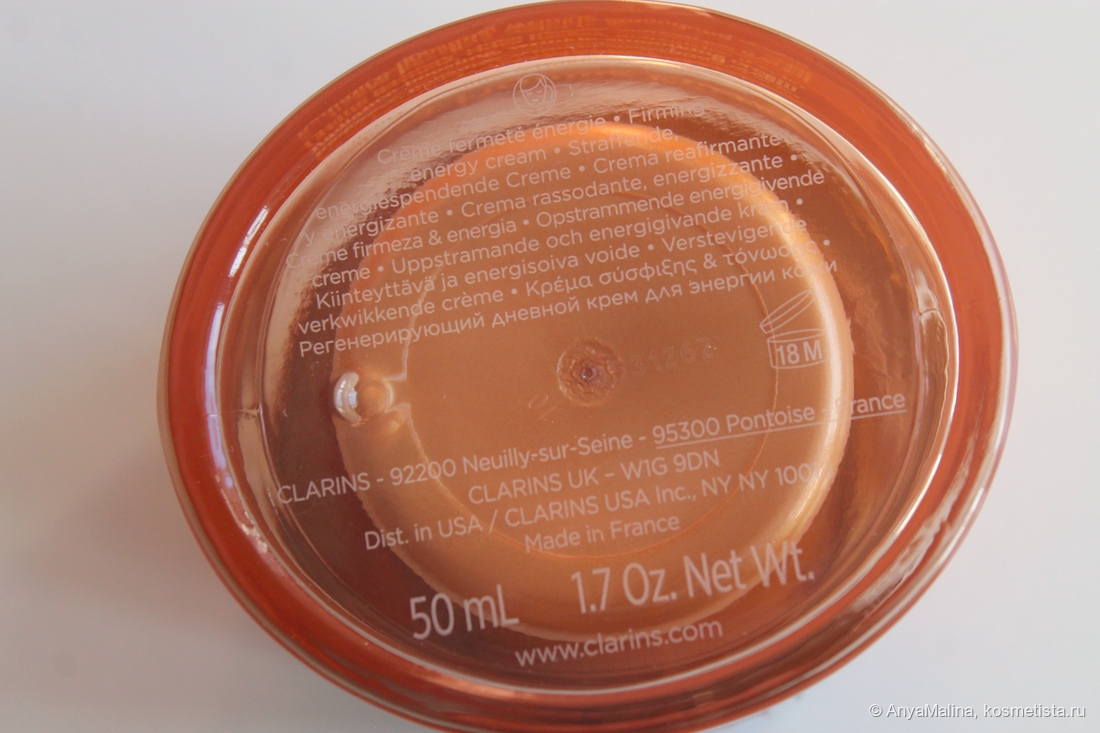 Crème fermeté énergie • Firming
energy cream • Straffende
energiespendende Creme • Crema reafirmante
y energizante • Crema rassodante, energizzante •
Creme firmeza & energia • Opstrammende energigivende
creme • Uppstramande och energigivande kräm •
Kiinteyttävä ja energisoiva voide • Verstevigende
verkwikkende crème • Κρέμα σύσφιξης & τόνωσης •
Регенерирующий дневной крем для энергии кожи
18 M
CLARINS - 92200 Neuilly-sur-Seine - 95300 Pontoise - France
CLARINS UK - W1G 9DN
Dist. in USA / CLARINS USA Inc., NY NY
Made in France
50 mL 1.7 Oz. Net Wt.
www.clarins.com
© AnyaMalina, kosmetista.ru